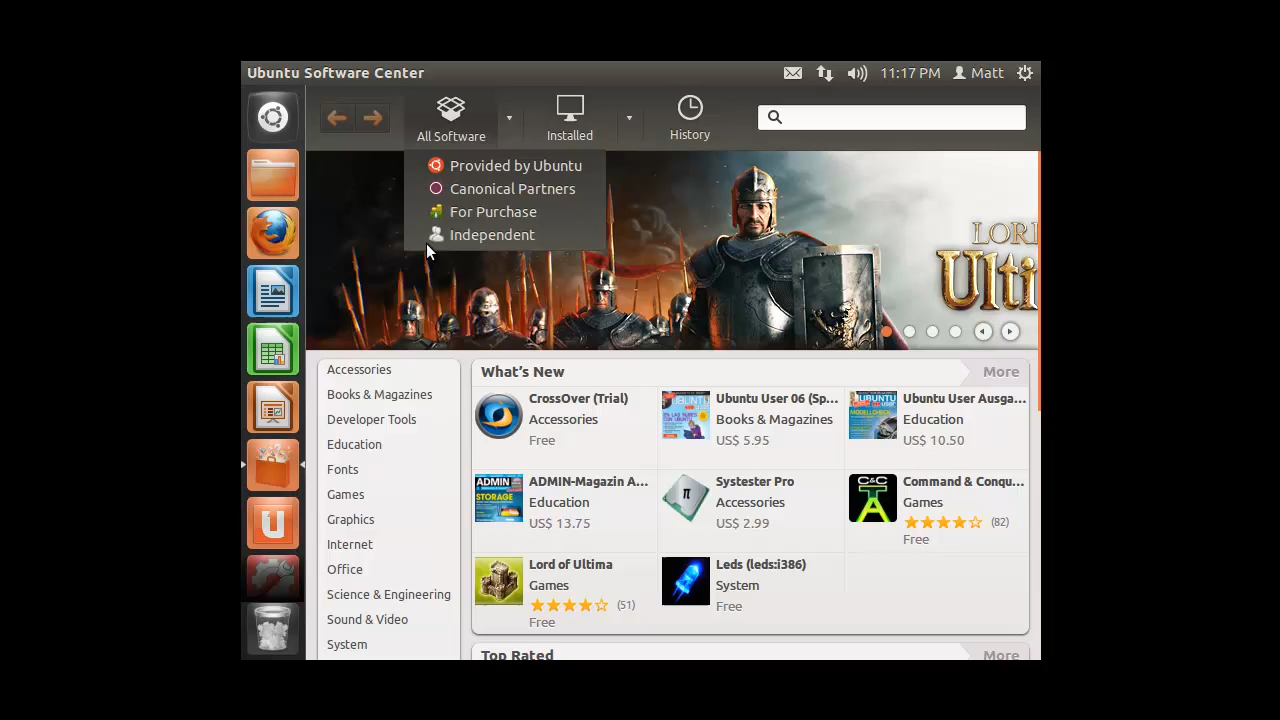 Ubuntu Software Center
11:17 PM Matt
All Software
Installed
History
Provided by Ubuntu
Canonical Partners
For Purchase
Independent
LOR
Ulti
Accessories
Books & Magazines
Developer Tools
Education
Fonts
Games
Graphics
Internet
Office
Science & Engineering
Sound & Video
System
What's New
More
CrossOver (Trial)
Accessories
Free
Ubuntu User 06 (Sp...
Books & Magazines
US$ 5.95
Ubuntu User Ausga...
Education
US$ 10.50
ADMIN-Magazin A...
Education
US$ 13.75
Systester Pro
Accessories
US$ 2.99
Command & Conqu...
Games
(82)
Free
Lord of Ultima
Games
(51)
Free
Leds (leds:i386)
System
Free
Top Rated
More